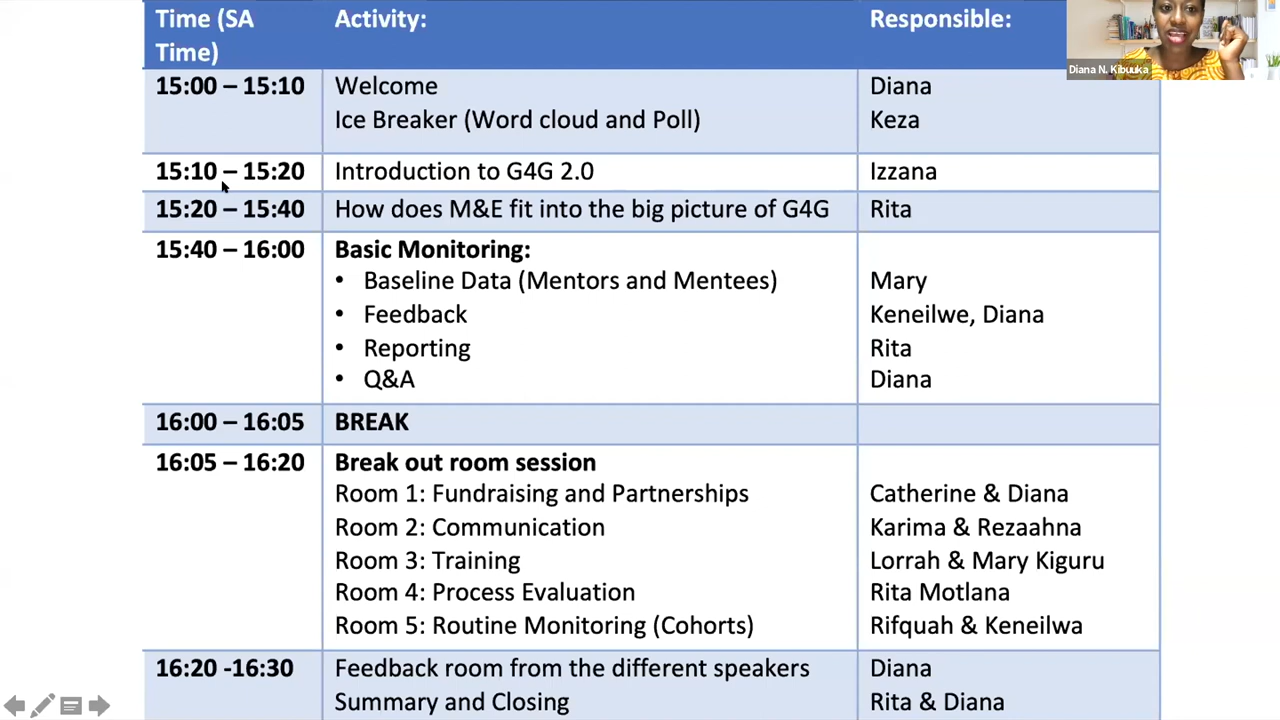 Time (SA Time) Activity: Responsible:
15:00 – 15:10 Welcome Diana
Ice Breaker (Word cloud and Poll) Keza
15:10 – 15:20 Introduction to G4G 2.0 Izzana
15:20 – 15:40 How does M&E fit into the big picture of G4G Rita
15:40 – 16:00 Basic Monitoring:
• Baseline Data (Mentors and Mentees) Mary
• Feedback Keneilwe, Diana
• Reporting Rita
• Q&A Diana
16:00 – 16:05 BREAK
16:05 – 16:20 Break out room session
Room 1: Fundraising and Partnerships Catherine & Diana
Room 2: Communication Karima & Rezaahna
Room 3: Training Lorrah & Mary Kiguru
Room 4: Process Evaluation Rita Motlana
Room 5: Routine Monitoring (Cohorts) Rifquah & Keneilwa
16:20 -16:30 Feedback room from the different speakers Diana
Summary and Closing Rita & Diana
Diana N. Kibuuka